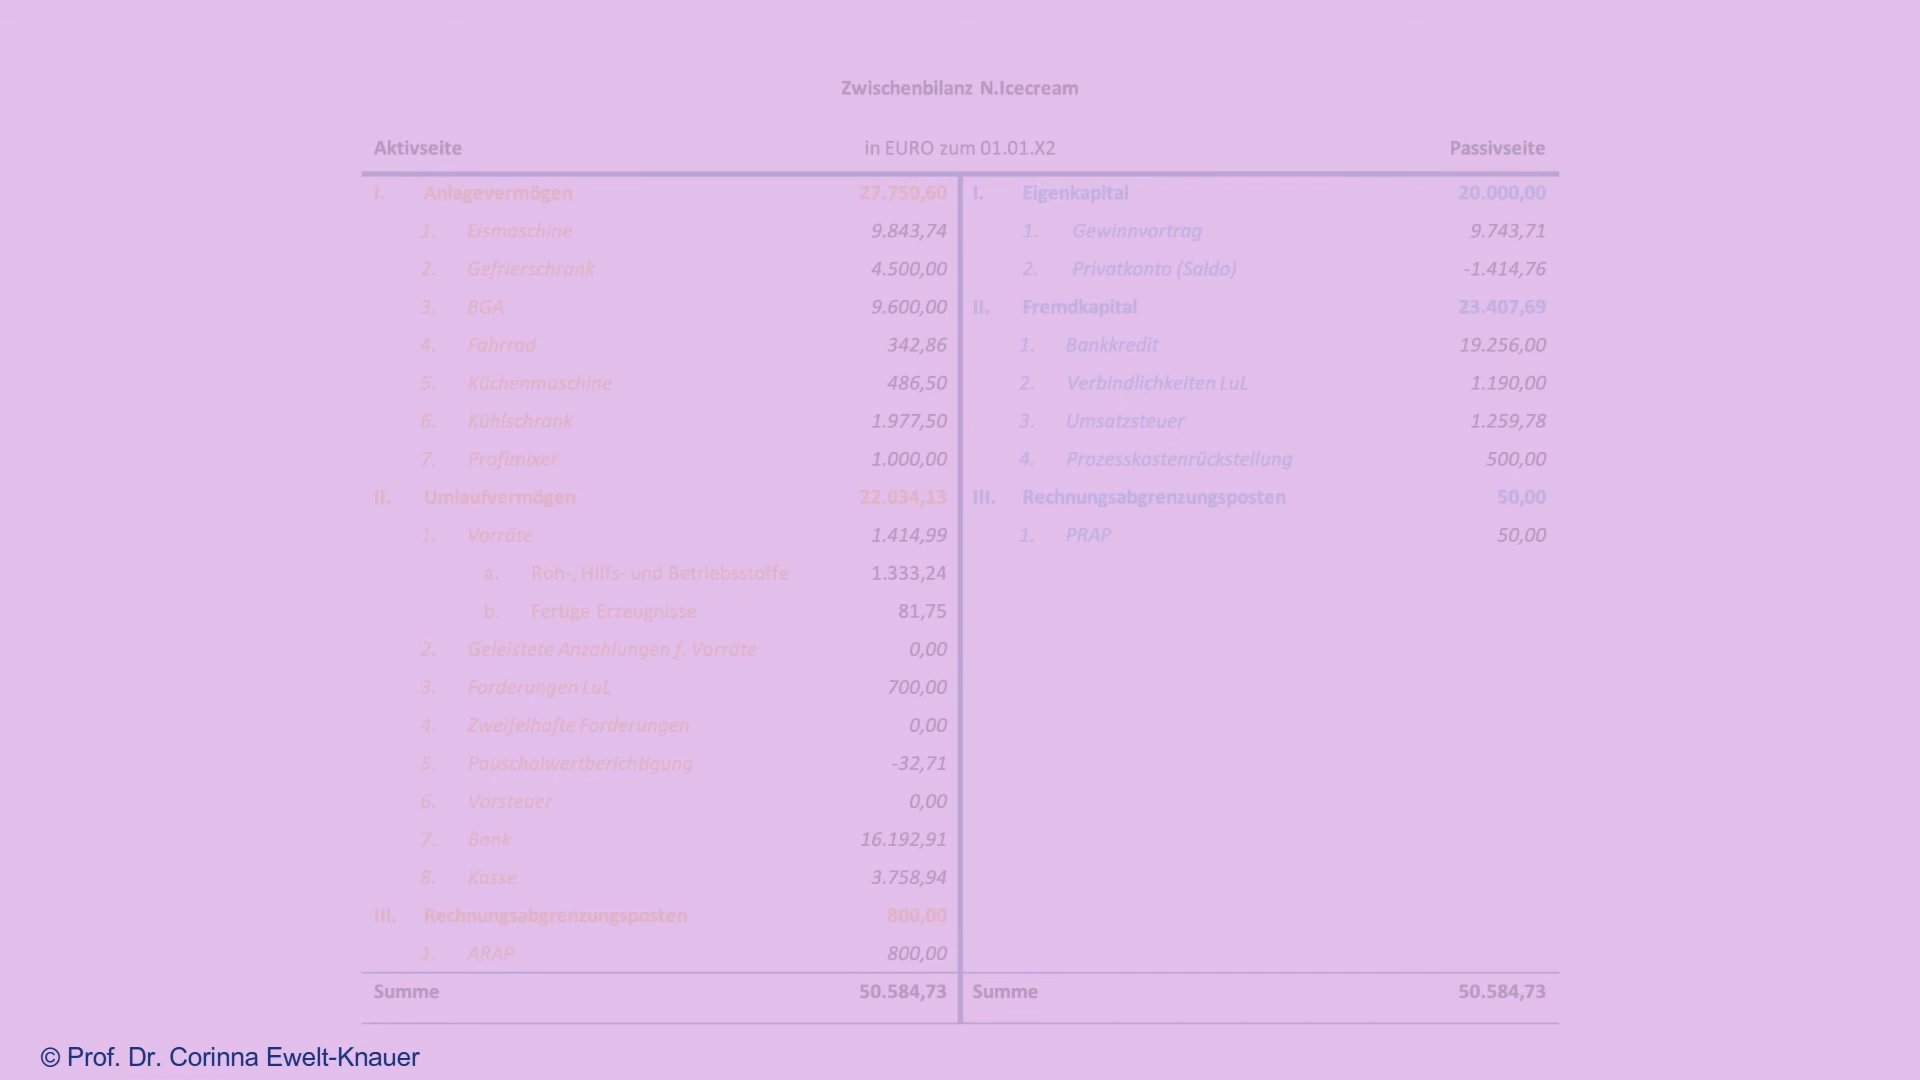 Zwischenbilanz N.Icecream
Aktivseite in EURO zum 01.01.X2 Passivseite
I. Anlagevermögen 27.750,60 I. Eigenkapital 20.000,00
1. Eismaschine 9.843,74 1. Gewinnvortrag 9.743,71
2. Gefrierschrank 4.500,00 2. Privatkonto (Saldo) -1.414,76
3. BGA 9.600,00 II. Fremdkapital 23.407,69
4. Fahrrad 342,86 1. Bankkredit 19.256,00
5. Küchenmaschine 486,50 2. Verbindlichkeiten LuL 1.190,00
6. Kühlschrank 1.977,50 3. Umsatzsteuer 1.259,78
7. Profimixer 1.000,00 4. Prozesskostenrückstellung 500,00
II. Umlaufvermögen 22.034,13 III. Rechnungsabgrenzungsposten 50,00
1. Vorräte 1.414,99 1. PRAP 50,00
a. Roh-, Hilfs- und Betriebsstoffe 1.333,24
b. Fertige Erzeugnisse 81,75
2. Geleistete Anzahlungen f. Vorräte 0,00
3. Forderungen LuL 700,00
4. Zweifelhafte Forderungen 0,00
5. Pauschalwertberichtigung -32,71
6. Vorsteuer 0,00
7. Bank 16.192,91
8. Kasse 3.758,94
III. Rechnungsabgrenzungsposten 800,00
1. ARAP 800,00
Summe 50.584,73 Summe 50.584,73
© Prof. Dr. Corinna Ewelt-Knauer